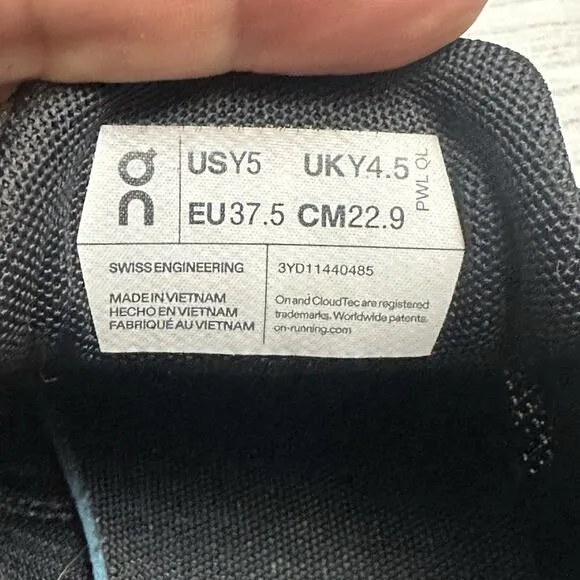 on
USY5 UKY4.5
EU37.5 CM22.9
PWL QL
SWISS ENGINEERING
3YD11440485
MADE IN VIETNAM
HECHO EN VIETNAM
FABRIQUÉ AU VIETNAM
On and CloudTec are registered
trademarks. Worldwide patents.
on-running.com